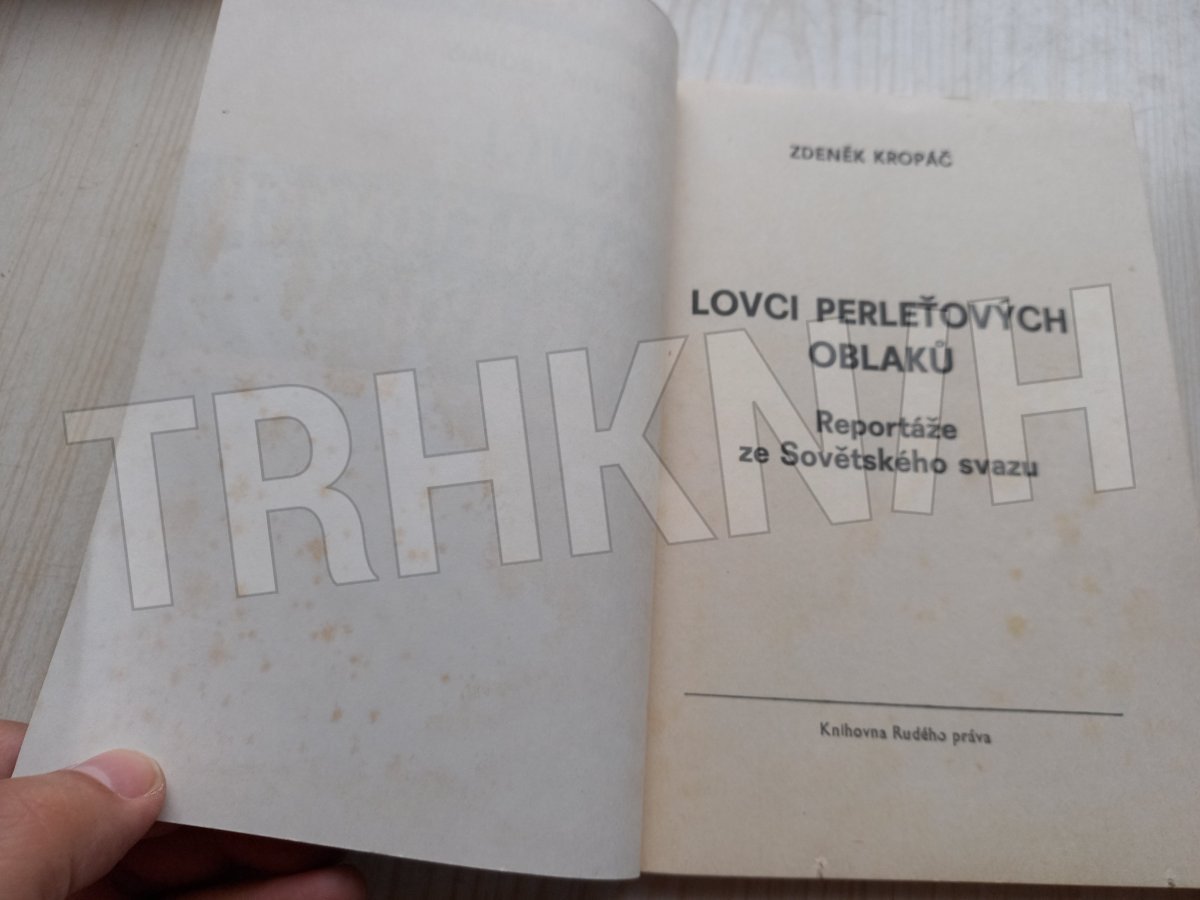 ZDENĚK KROPÁČ
LOVCI PERLEŤOVÝCH
OBLAKŮ
Reportáže
ze Sovětského svazu
TRHKNIH
Knihovna Rudého práva